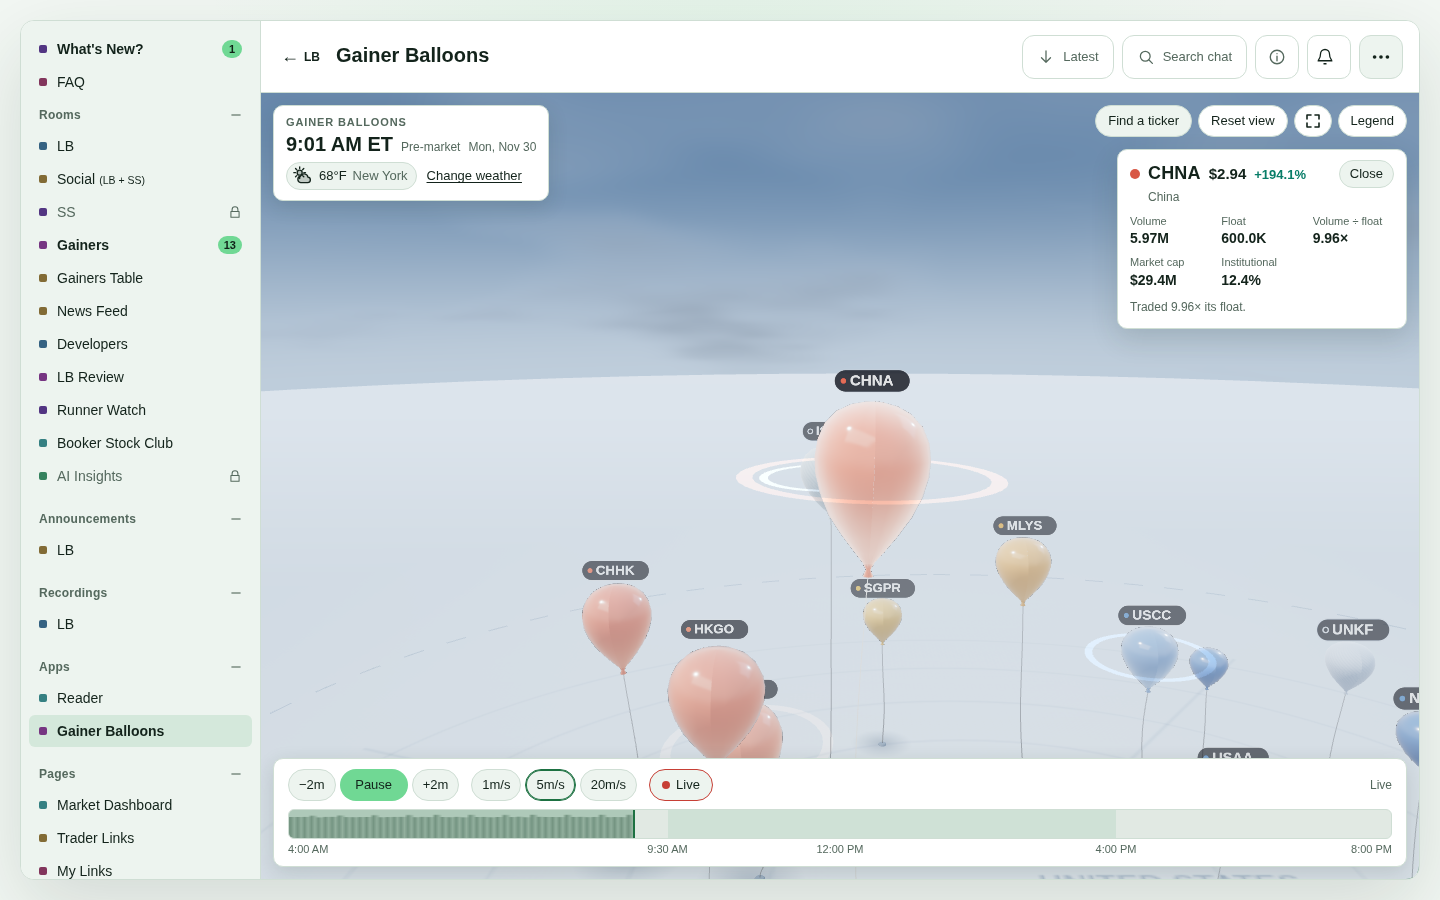 What's New?
1
FAQ
Rooms
LB
Social (LB + SS)
SS
Gainers
13
Gainers Table
News Feed
Developers
LB Review
Runner Watch
Booker Stock Club
AI Insights
Announcements
LB
Recordings
LB
Apps
Reader
Gainer Balloons
Pages
Market Dashboard
Trader Links
My Links
← LB
Gainer Balloons
Latest
Search chat
GAINER BALLOONS
9:01 AM ET Pre-market Mon, Nov 30
68°F New York Change weather
Find a ticker
Reset view
Legend
CHNA $2.94 +194.1%
Close
China
Volume Float Volume ÷ float
5.97M 600.0K 9.96×
Market cap Institutional
$29.4M 12.4%
Traded 9.96× its float.
CHNA
MLYS
CHHK
SGPR
USCC
HKGO
UNKF
USAA
−2m
Pause
+2m
1m/s
5m/s
20m/s
Live
Live
4:00 AM
9:30 AM
12:00 PM
4:00 PM
8:00 PM
UNITED STATES